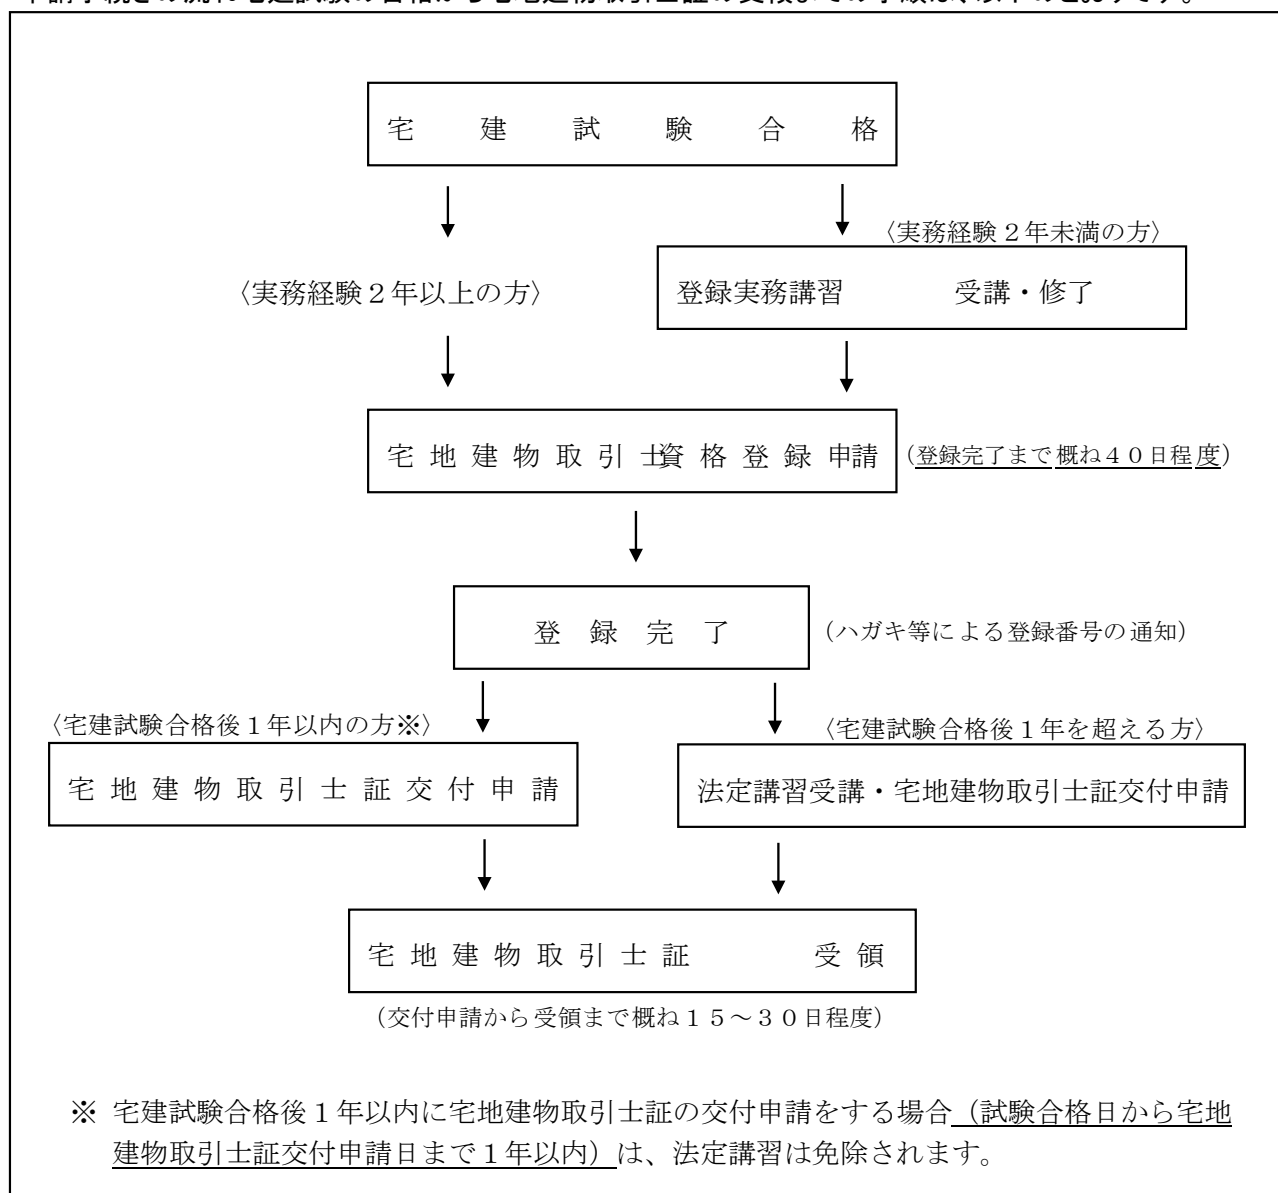 宅建試験合格
〈実務経験２年未満の方〉
〈実務経験２年以上の方〉
登録実務講習　受講・修了
宅地建物取引士資格登録申請
（登録完了まで概ね４０日程度）
登録完了
（ハガキ等による登録番号の通知）
〈宅建試験合格後１年以内の方※〉
〈宅建試験合格後１年を超える方〉
宅地建物取引士証交付申請
法定講習受講・宅地建物取引士証交付申請
宅地建物取引士証　受領
（交付申請から受領まで概ね１５～３０日程度）
※ 宅建試験合格後１年以内に宅地建物取引士証の交付申請をする場合（試験合格日から宅地
建物取引士証交付申請日まで１年以内）は、法定講習は免除されます。